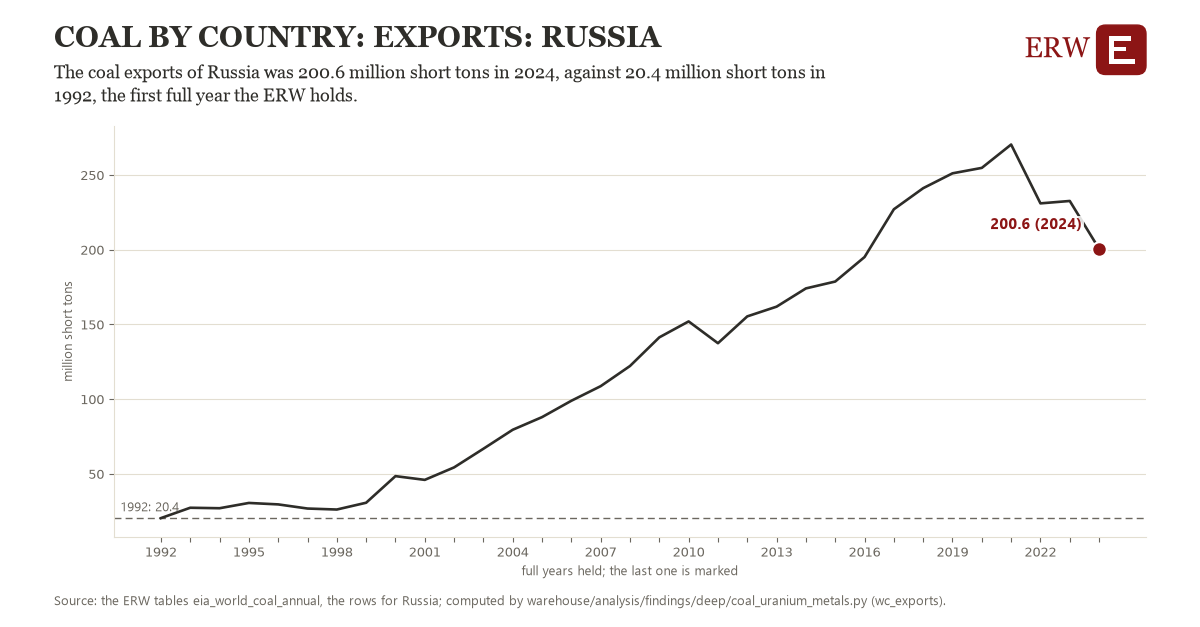 COAL BY COUNTRY: EXPORTS: RUSSIA
ERW E
The coal exports of Russia was 200.6 million short tons in 2024, against 20.4 million short tons in
1992, the first full year the ERW holds.
250
200
150
100
50
million short tons
200.6 (2024)
1992: 20.4
1992 1995 1998 2001 2004 2007 2010 2013 2016 2019 2022
full years held; the last one is marked
Source: the ERW tables eia_world_coal_annual, the rows for Russia; computed by warehouse/analysis/findings/deep/coal_uranium_metals.py (wc_exports).